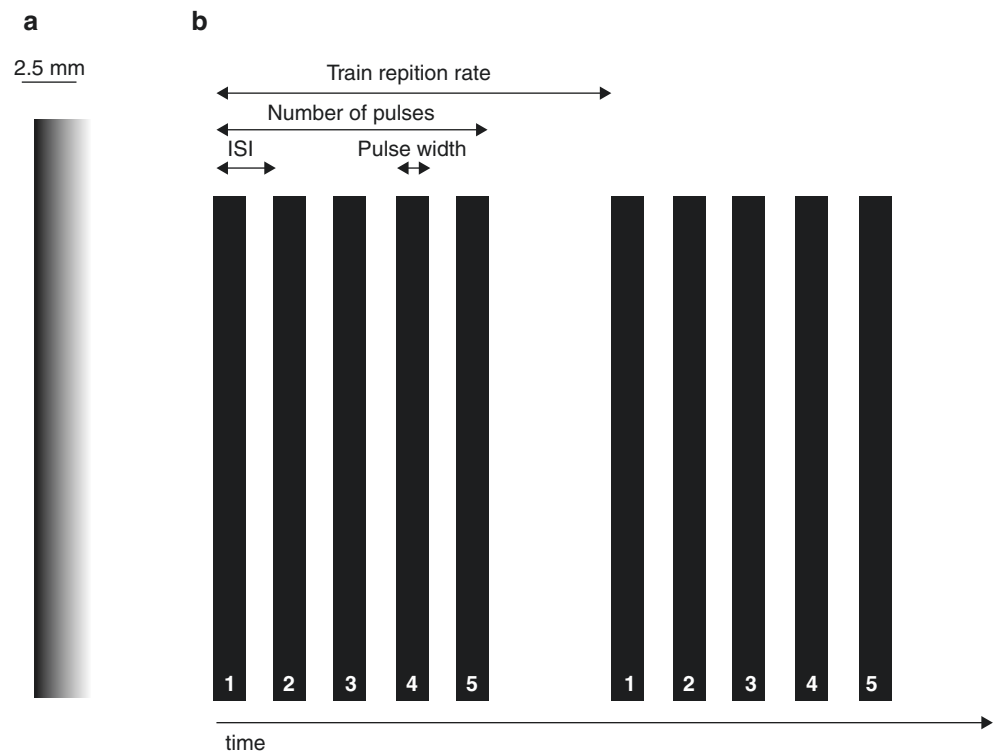 a
2.5 mm
b
Train repition rate
Number of pulses
ISI
Pulse width
1 2 3 4 5 1 2 3 4 5
time